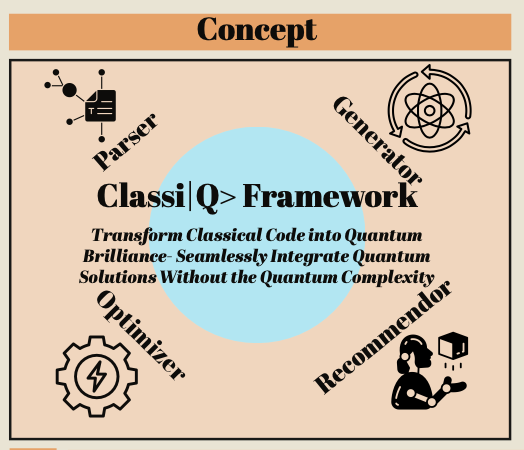 Concept
Parser
Generator
Classi|Q> Framework
Transform Classical Code into Quantum
Brilliance- Seamlessly Integrate Quantum
Solutions Without the Quantum Complexity
Optimizer
Recommendor